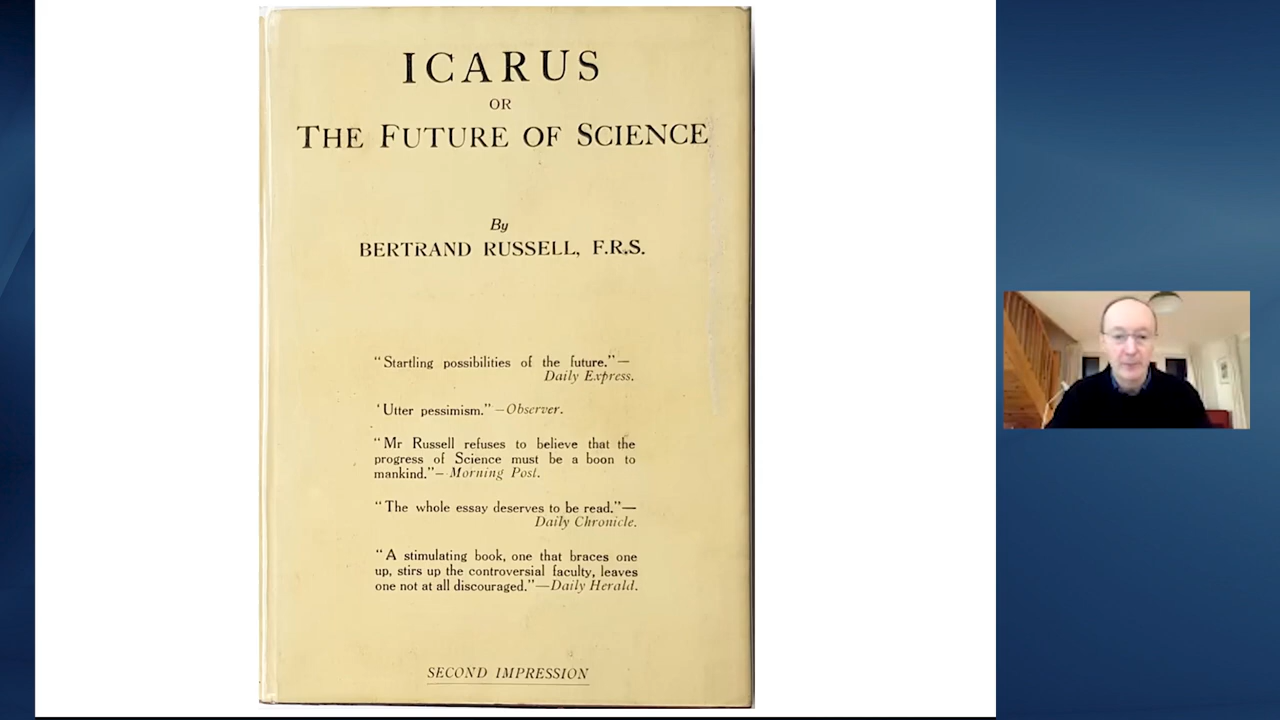 ICARUS
OR
THE FUTURE OF SCIENCE
By
BERTRAND RUSSELL, F.R.S.
“Startling possibilities of the future.”—
Daily Express.
‘Utter pessimism.”—Observer.
“Mr Russell refuses to believe that the
progress of Science must be a boon to
mankind.”—Morning Post.
“The whole essay deserves to be read.”—
Daily Chronicle.
“A stimulating book, one that braces one
up, stirs up the controversial faculty, leaves
one not at all discouraged.”—Daily Herald.
SECOND IMPRESSION